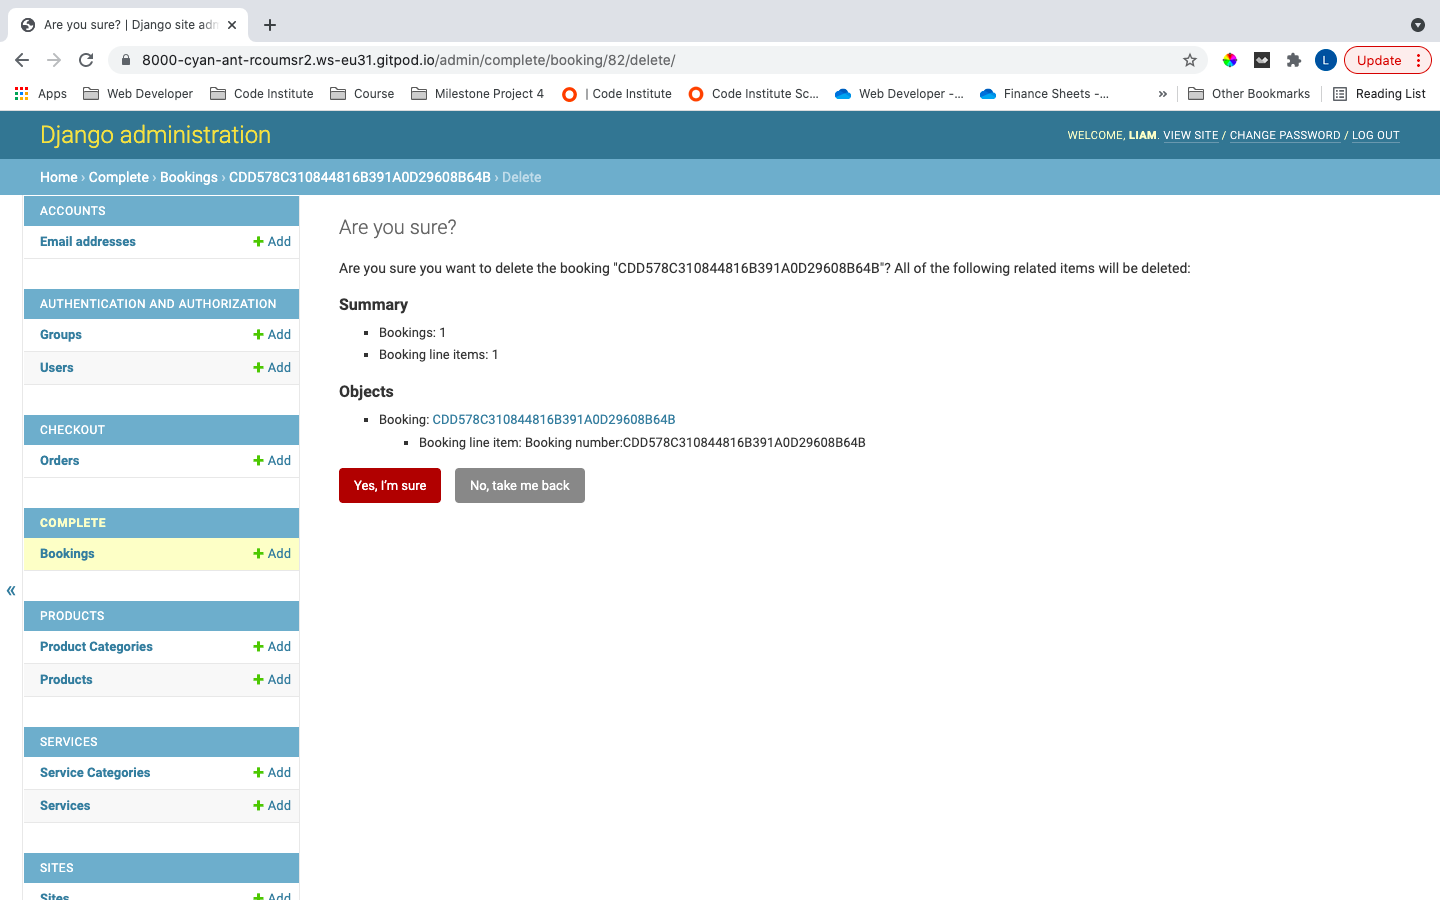 Are you sure? | Django site adm
8000-cyan-ant-rcoumsr2.ws-eu31.gitpod.io/admin/complete/booking/82/delete/
L
Update
Apps
Web Developer
Code Institute
Course
Milestone Project 4
| Code Institute
Code Institute Sc...
Web Developer -...
Finance Sheets -...
»
Other Bookmarks
Reading List
Django administration
WELCOME, LIAM. VIEW SITE / CHANGE PASSWORD / LOG OUT
Home › Complete › Bookings › CDD578C310844816B391A0D29608B64B › Delete
ACCOUNTS
Email addresses + Add
AUTHENTICATION AND AUTHORIZATION
Groups + Add
Users + Add
CHECKOUT
Orders + Add
COMPLETE
Bookings + Add
«
PRODUCTS
Product Categories + Add
Products + Add
SERVICES
Service Categories + Add
Services + Add
SITES
Sites + Add
Are you sure?
Are you sure you want to delete the booking "CDD578C310844816B391A0D29608B64B"? All of the following related items will be deleted:
Summary
Bookings: 1
Booking line items: 1
Objects
Booking: CDD578C310844816B391A0D29608B64B
Booking line item: Booking number:CDD578C310844816B391A0D29608B64B
Yes, I’m sure
No, take me back